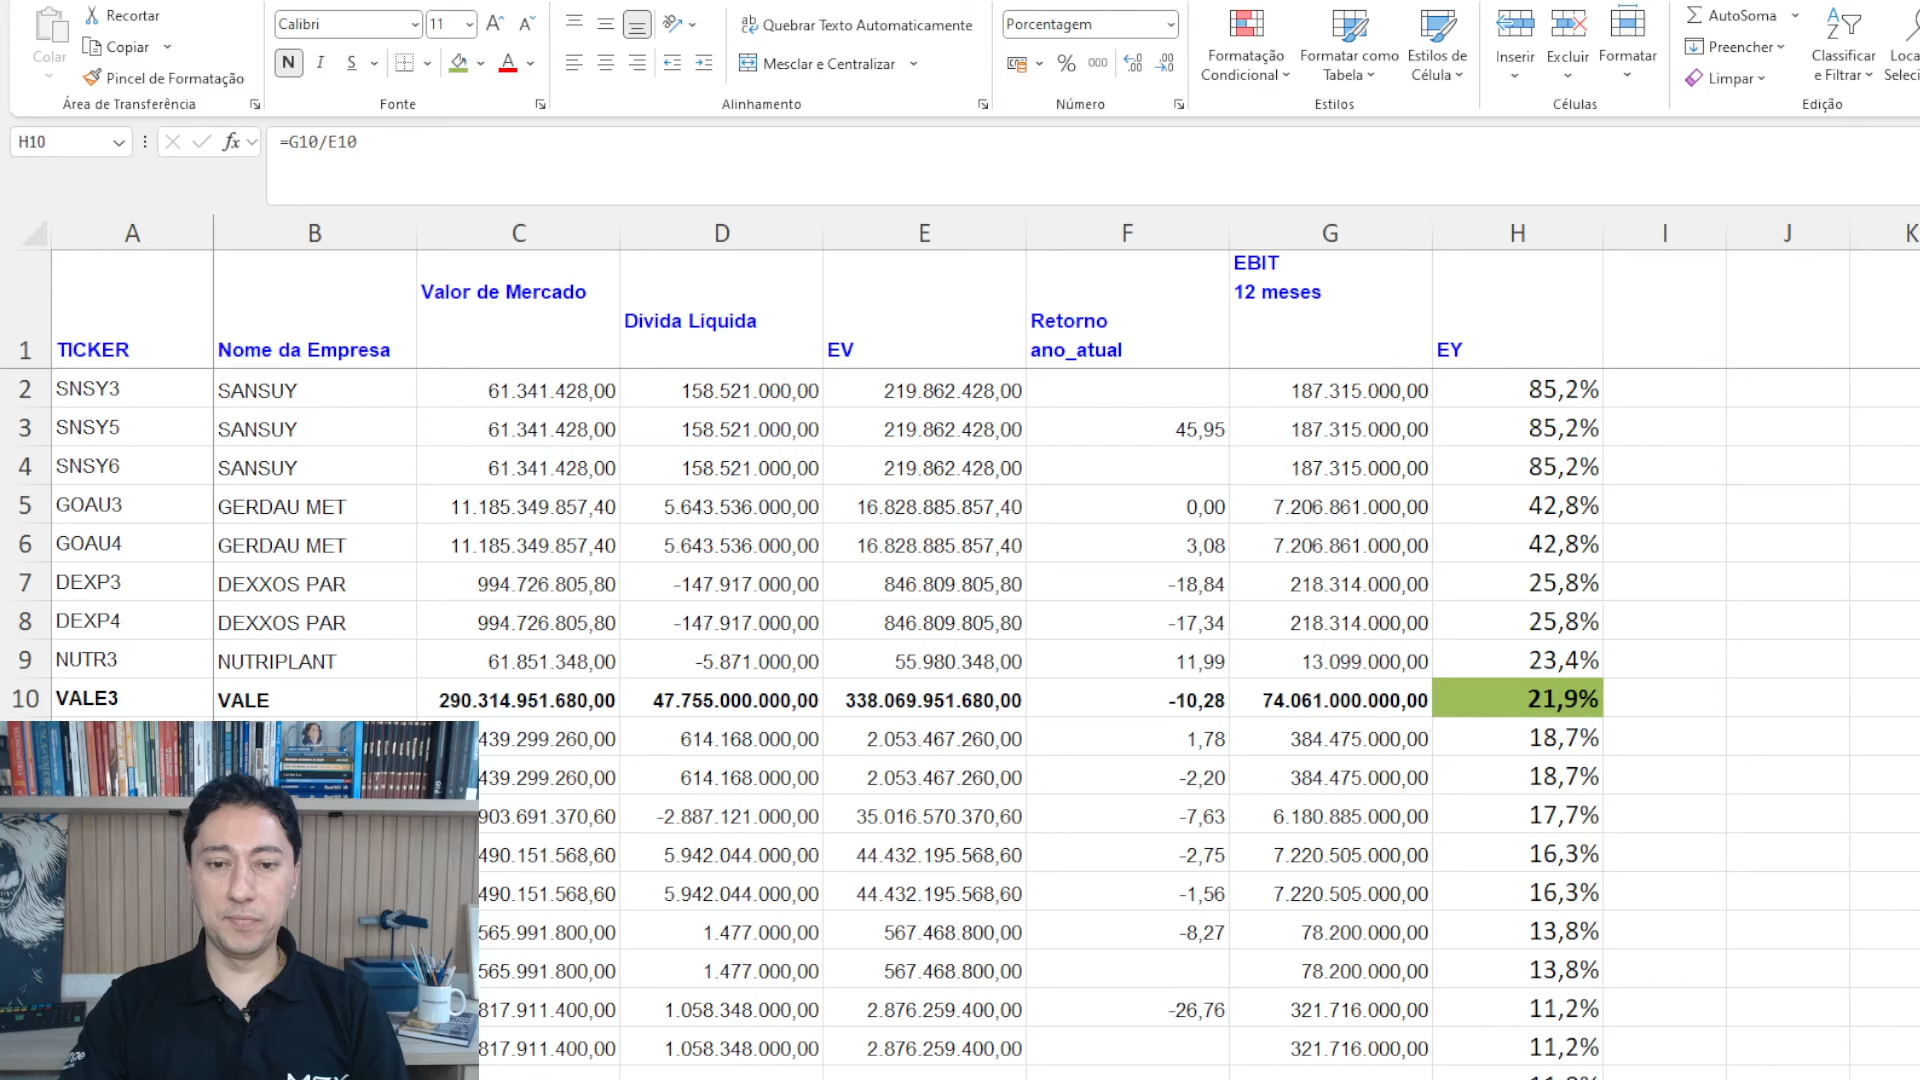 Recortar
Copiar
Colar
Pincel de Formatação
Área de Transferência
Calibri 11
N I S
Fonte
Quebrar Texto Automaticamente
Mesclar e Centralizar
Alinhamento
Porcentagem
% 000
Número
Formatação Condicional
Formatar como Tabela
Estilos de Célula
Estilos
Inserir
Excluir
Formatar
Células
AutoSoma
Preencher
Limpar
Classificar e Filtrar
Edição
H10 fx =G10/E10
A B C D E F G H I J K
1 TICKER Nome da Empresa Valor de Mercado Divida Líquida EV Retorno ano_atual EBIT 12 meses EY
2 SNSY3 SANSUY 61.341.428,00 158.521.000,00 219.862.428,00 187.315.000,00 85,2%
3 SNSY5 SANSUY 61.341.428,00 158.521.000,00 219.862.428,00 45,95 187.315.000,00 85,2%
4 SNSY6 SANSUY 61.341.428,00 158.521.000,00 219.862.428,00 187.315.000,00 85,2%
5 GOAU3 GERDAU MET 11.185.349.857,40 5.643.536.000,00 16.828.885.857,40 0,00 7.206.861.000,00 42,8%
6 GOAU4 GERDAU MET 11.185.349.857,40 5.643.536.000,00 16.828.885.857,40 3,08 7.206.861.000,00 42,8%
7 DEXP3 DEXXOS PAR 994.726.805,80 -147.917.000,00 846.809.805,80 -18,84 218.314.000,00 25,8%
8 DEXP4 DEXXOS PAR 994.726.805,80 -147.917.000,00 846.809.805,80 -17,34 218.314.000,00 25,8%
9 NUTR3 NUTRIPLANT 61.851.348,00 -5.871.000,00 55.980.348,00 11,99 13.099.000,00 23,4%
10 VALE3 VALE 290.314.951.680,00 47.755.000.000,00 338.069.951.680,00 -10,28 74.061.000.000,00 21,9%
439.299.260,00 614.168.000,00 2.053.467.260,00 1,78 384.475.000,00 18,7%
439.299.260,00 614.168.000,00 2.053.467.260,00 -2,20 384.475.000,00 18,7%
903.691.370,60 -2.887.121.000,00 35.016.570.370,60 -7,63 6.180.885.000,00 17,7%
490.151.568,60 5.942.044.000,00 44.432.195.568,60 -2,75 7.220.505.000,00 16,3%
490.151.568,60 5.942.044.000,00 44.432.195.568,60 -1,56 7.220.505.000,00 16,3%
565.991.800,00 1.477.000,00 567.468.800,00 -8,27 78.200.000,00 13,8%
565.991.800,00 1.477.000,00 567.468.800,00 78.200.000,00 13,8%
817.911.400,00 1.058.348.000,00 2.876.259.400,00 -26,76 321.716.000,00 11,2%
817.911.400,00 1.058.348.000,00 2.876.259.400,00 321.716.000,00 11,2%